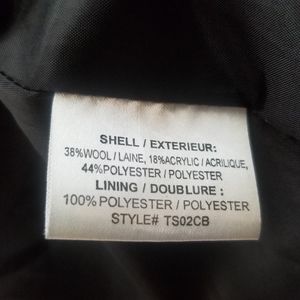 SHELL / EXTERIEUR:
38%WOOL / LAINE, 18%ACRYLIC / ACRILIQUE,
44%POLYESTER / POLYESTER
LINING / DOUBLURE :
100% POLYESTER / POLYESTER
STYLE# TS02CB